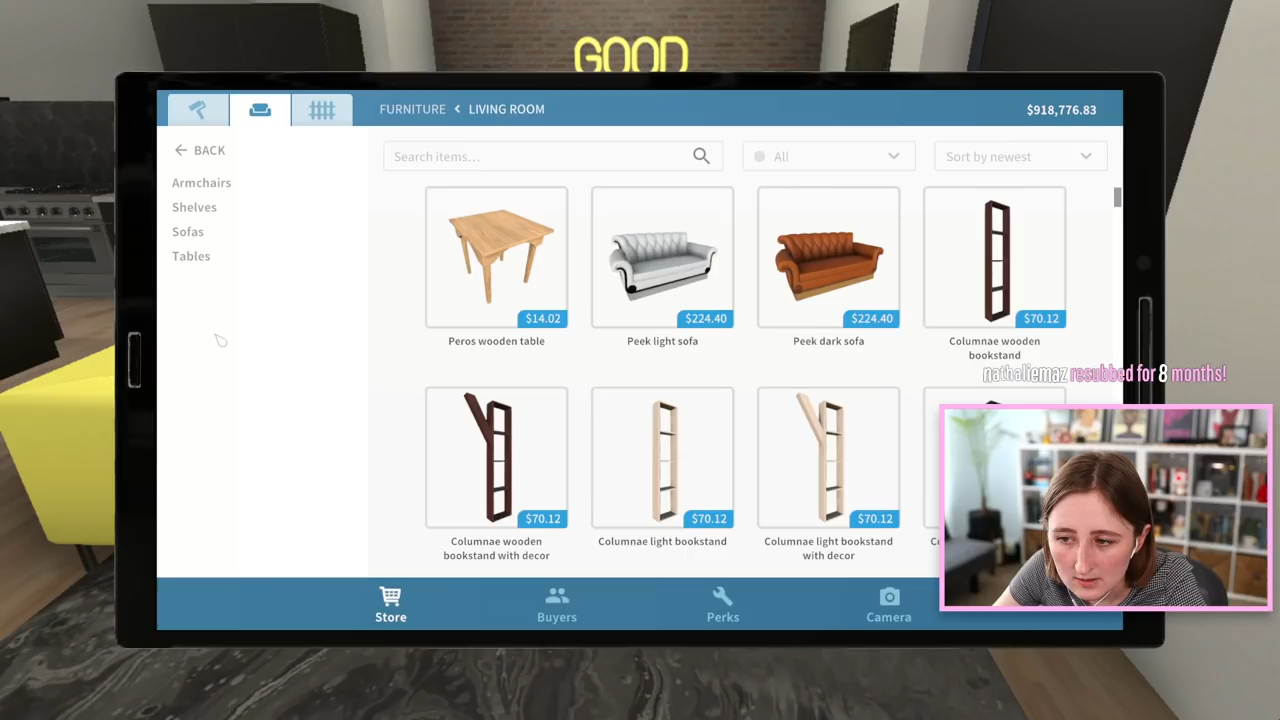 GOOD
FURNITURE < LIVING ROOM
$918,776.83
BACK
Armchairs
Shelves
Sofas
Tables
Search items...
All
Sort by newest
$14.02
$224.40
$224.40
$70.12
Peros wooden table
Peek light sofa
Peek dark sofa
Columnae wooden
bookstand
nathaliemaz resubbed for 8 months!
$70.12
$70.12
$70.12
Columnae wooden
bookstand with decor
Columnae light bookstand
Columnae light bookstand
with decor
Store
Buyers
Perks
Camera